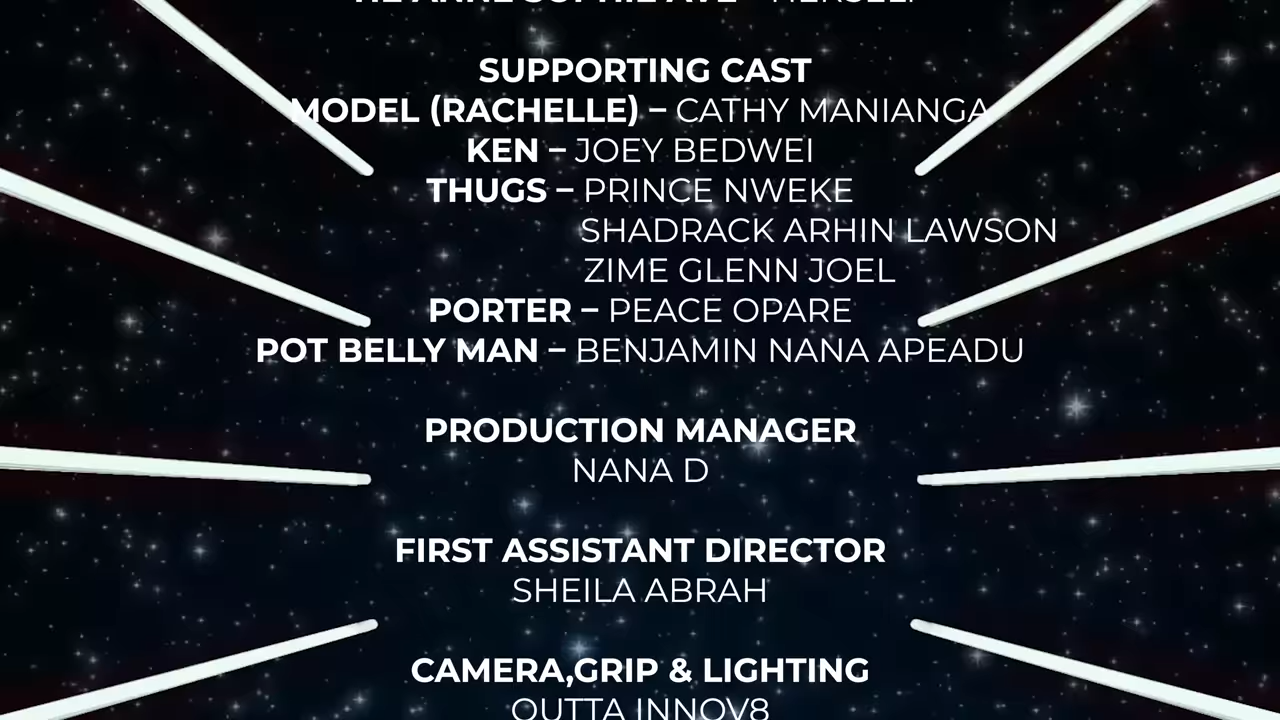 SUPPORTING CAST
MODEL (RACHELLE) – CATHY MANIANGA
KEN – JOEY BEDWEI
THUGS – PRINCE NWEKE
SHADRACK ARHIN LAWSON
ZIME GLENN JOEL
PORTER – PEACE OPARE
POT BELLY MAN – BENJAMIN NANA APEADU
PRODUCTION MANAGER
NANA D
FIRST ASSISTANT DIRECTOR
SHEILA ABRAH
CAMERA,GRIP & LIGHTING
OUTTA INNOV8